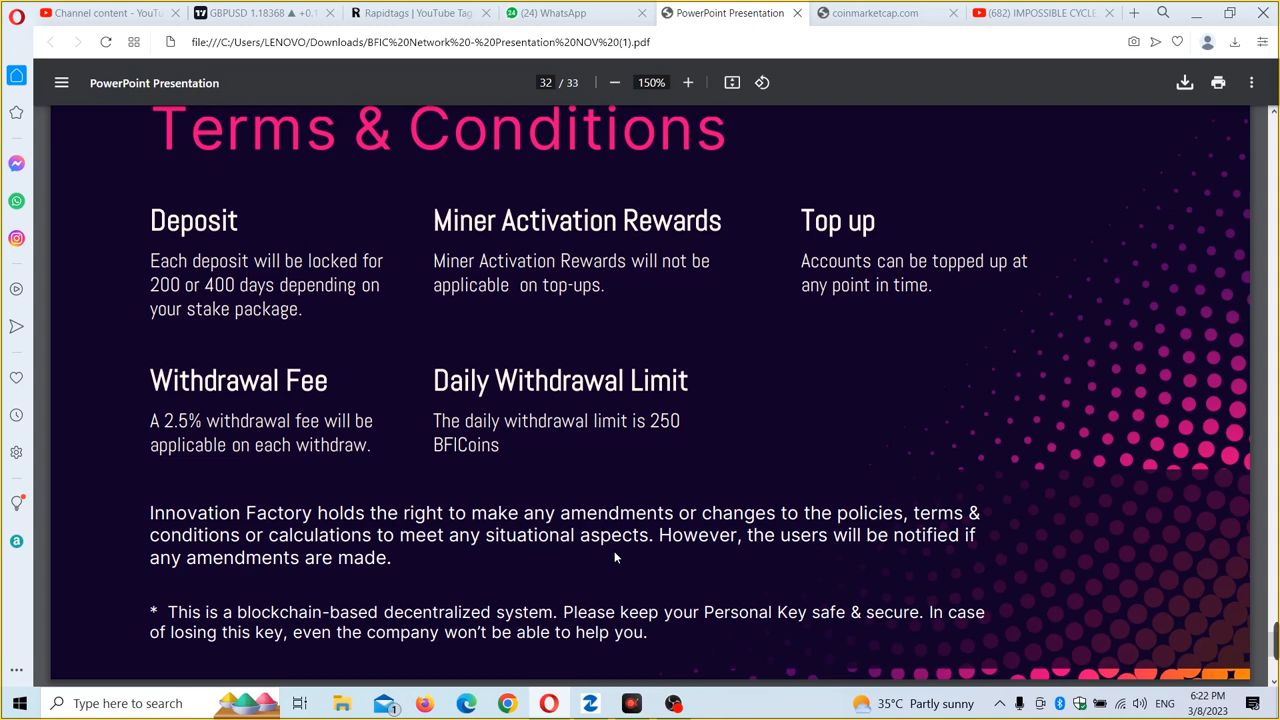 Channel content - YouTu
GBPUSD 1.18368 ▲ +0.1
Rapidtags | YouTube Tag
(24) WhatsApp
PowerPoint Presentation
coinmarketcap.com
(682) IMPOSSIBLE CYCLE
file:///C:/Users/LENOVO/Downloads/BFIC%20Network%20-%20Presentation%20NOV%20(1).pdf
PowerPoint Presentation
32 / 33
150%
Terms & Conditions
Deposit
Each deposit will be locked for
200 or 400 days depending on
your stake package.
Miner Activation Rewards
Miner Activation Rewards will not be
applicable on top-ups.
Top up
Accounts can be topped up at
any point in time.
Withdrawal Fee
A 2.5% withdrawal fee will be
applicable on each withdraw.
Daily Withdrawal Limit
The daily withdrawal limit is 250
BFICoins
Innovation Factory holds the right to make any amendments or changes to the policies, terms &
conditions or calculations to meet any situational aspects. However, the users will be notified if
any amendments are made.
* This is a blockchain-based decentralized system. Please keep your Personal Key safe & secure. In case
of losing this key, even the company won't be able to help you.
Type here to search
35°C Partly sunny
ENG
6:22 PM
3/8/2023